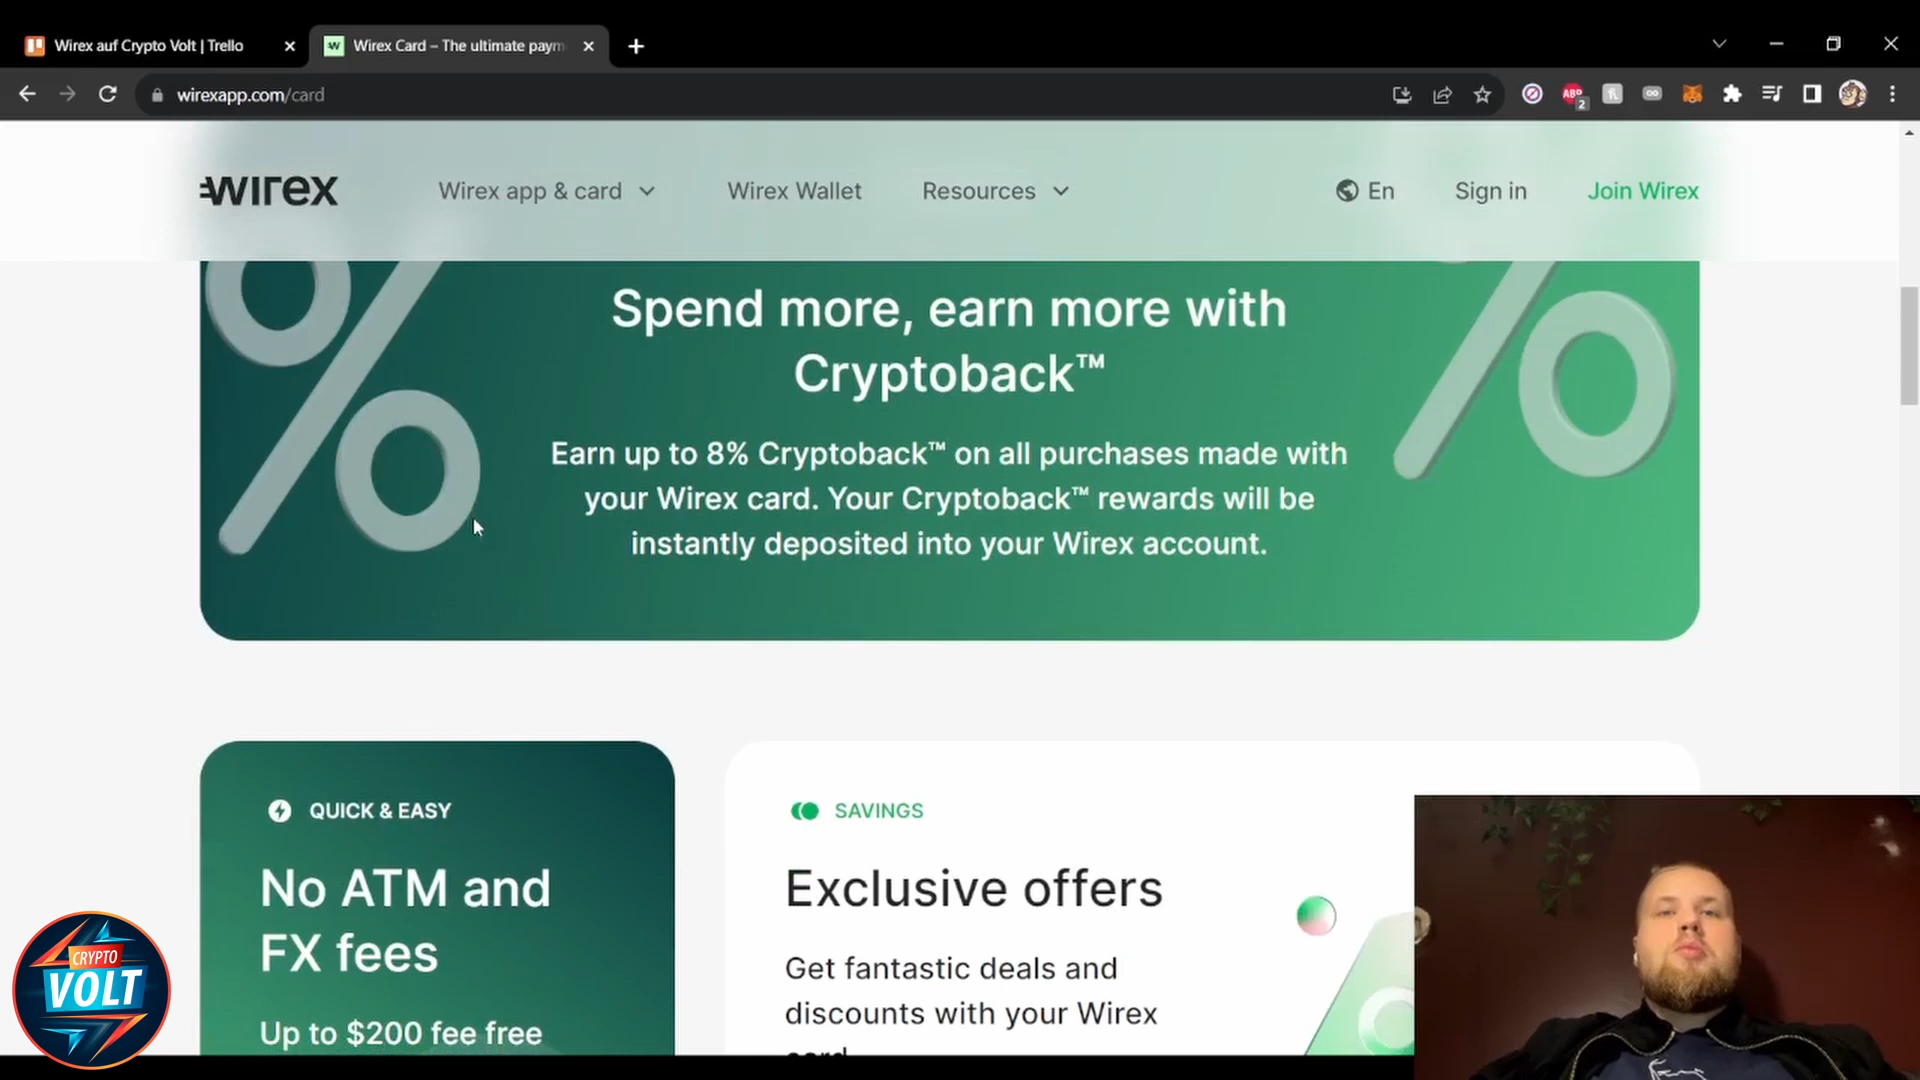 Wirex auf Crypto Volt | Trello
Wirex Card – The ultimate paym
wirexapp.com/card
ABP
2
wirex
Wirex app & card
Wirex Wallet
Resources
En
Sign in
Join Wirex
Spend more, earn more with
Cryptoback™
Earn up to 8% Cryptoback™ on all purchases made with
your Wirex card. Your Cryptoback™ rewards will be
instantly deposited into your Wirex account.
QUICK & EASY
No ATM and
FX fees
Up to $200 fee free
SAVINGS
Exclusive offers
Get fantastic deals and
discounts with your Wirex
card
CRYPTO
VOLT